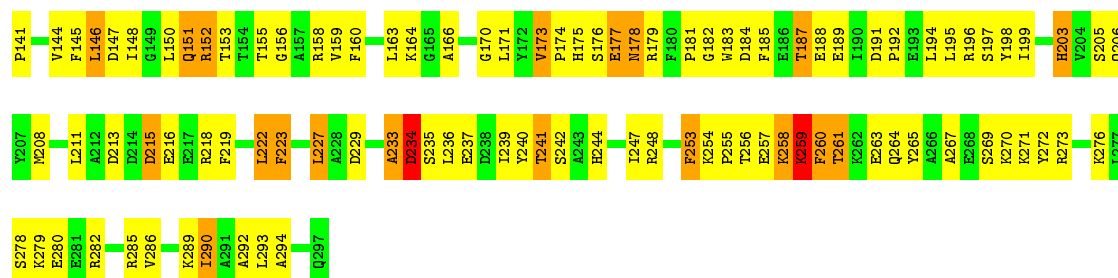 P141 V144 F145 L146 D147 I148 G149 L150 Q151 R152 T153 T154 T155 G156 A157 R158 V159 F160 L163 K164 G165 A166 G170 L171 Y172 V173 P174 H175 S176 E177 N178 R179 F180 P181 G182 W183 D184 F185 E186 T187 E188 E189 I190 D191 P192 E193 L194 L195 R196 S197 Y198 I199 H203 V204 S205 Q206
Y207 M208 L211 A212 D213 D214 D215 E216 E217 R218 F219 L222 F223 L227 A228 D229 A233 D234 S235 L236 E237 D238 I239 Y240 T241 S242 A243 H244 I247 R248 F253 K254 P255 T256 E257 K258 K259 F260 T261 K262 E263 Q264 Y265 A266 A267 E268 S269 K270 K271 Y272 R273 K276 L277
S278 K279 E280 E281 R282 R285 V286 K289 I290 A291 A292 L293 A294 Q297